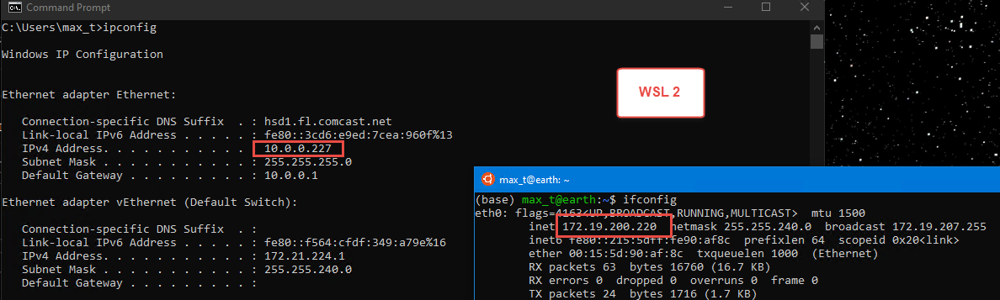 Command Prompt
C:\Users\max_t>ipconfig
Windows IP Configuration
Ethernet adapter Ethernet:
Connection-specific DNS Suffix  . : hsd1.fl.comcast.net
Link-local IPv6 Address . . . . . : fe80::3cd6:e9ed:7cea:960f%13
IPv4 Address. . . . . . . . . . . : 10.0.0.227
Subnet Mask . . . . . . . . . . . : 255.255.255.0
Default Gateway . . . . . . . . . : 10.0.0.1
Ethernet adapter vEthernet (Default Switch):
Connection-specific DNS Suffix  . :
Link-local IPv6 Address . . . . . : fe80::f564:cfdf:349:a79e%16
IPv4 Address. . . . . . . . . . . : 172.21.224.1
Subnet Mask . . . . . . . . . . . : 255.255.240.0
Default Gateway . . . . . . . . . :
WSL 2
max_t@earth: ~
(base) max_t@earth:~$ ifconfig
eth0: flags=4163<UP,BROADCAST,RUNNING,MULTICAST>  mtu 1500
inet 172.19.200.220  netmask 255.255.240.0  broadcast 172.19.207.255
inet6 fe80::215:5dff:fe90:af8c  prefixlen 64  scopeid 0x20<link>
ether 00:15:5d:90:af:8c  txqueuelen 1000  (Ethernet)
RX packets 63  bytes 16760 (16.7 KB)
RX errors 0  dropped 0  overruns 0  frame 0
TX packets 24  bytes 1716 (1.7 KB)